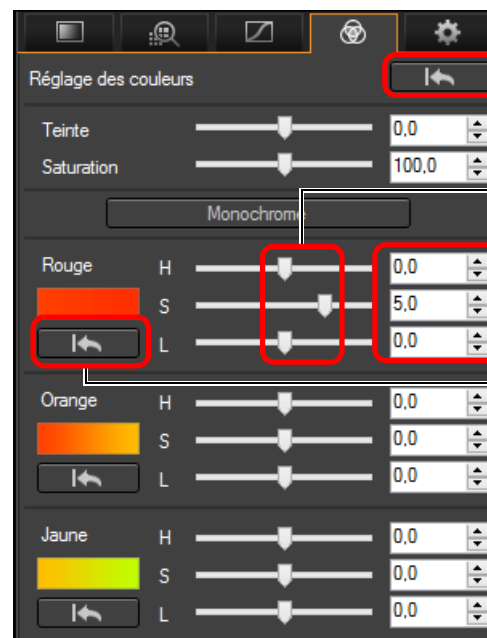 Réglage des couleurs
Teinte 0,0
Saturation 100,0
Monochrome
Rouge H 0,0
S 5,0
L 0,0
Orange H 0,0
S 0,0
L 0,0
Jaune H 0,0
S 0,0
L 0,0